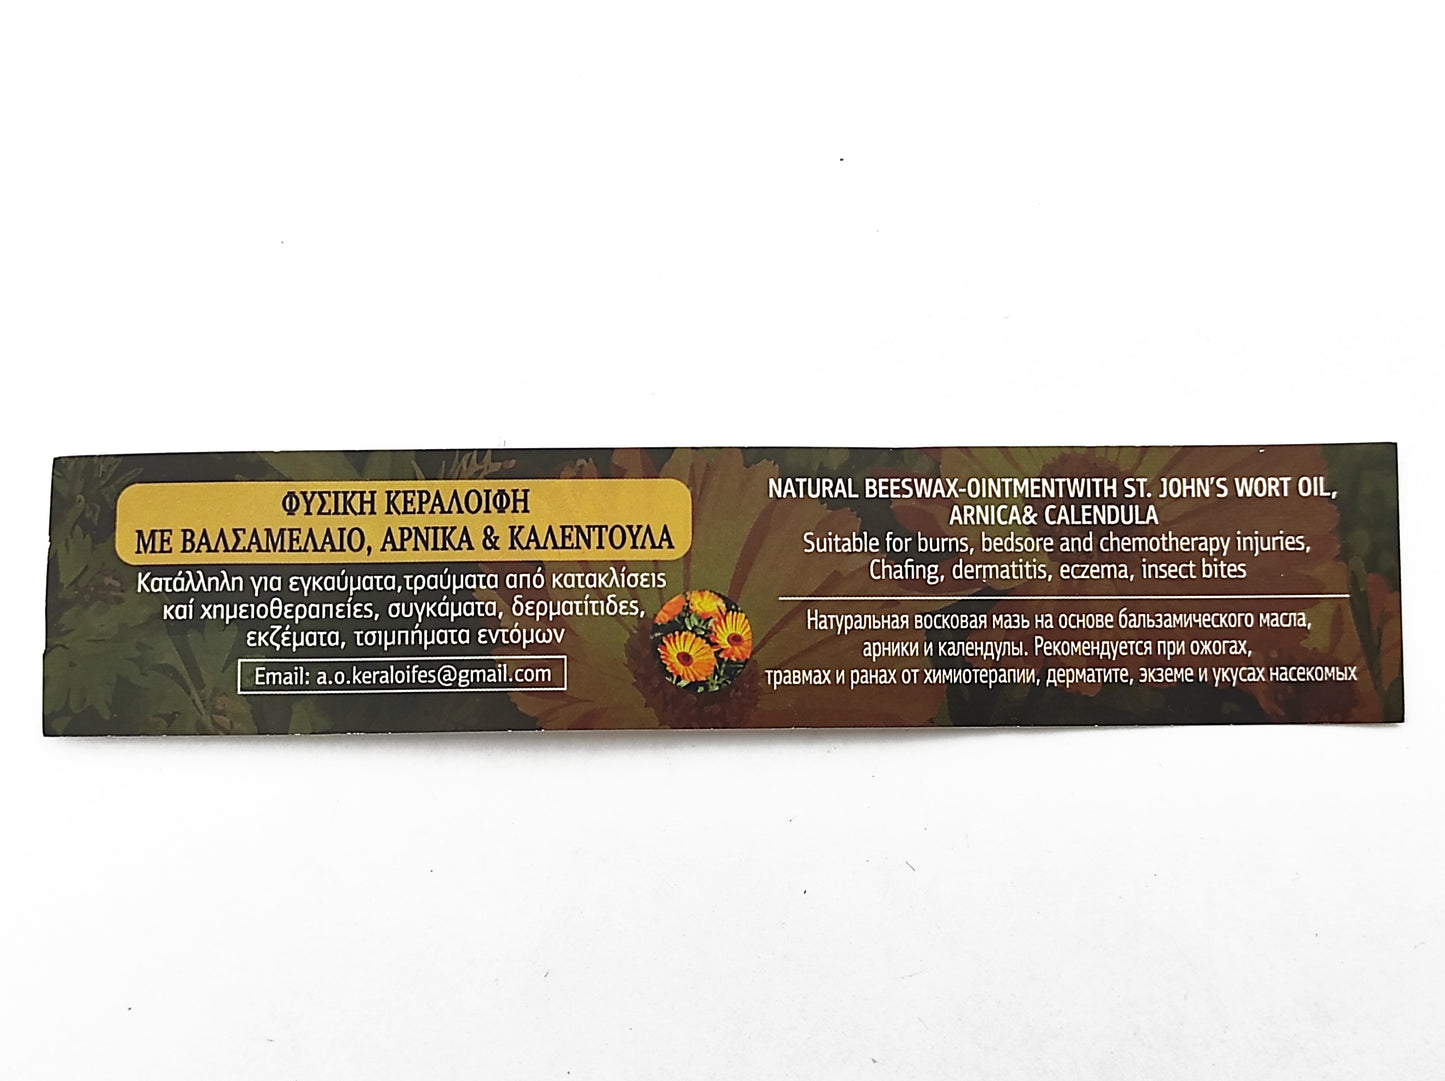 ΦΥΣΙΚΗ ΚΕΡΑΛΟΙΦΗ
ΜΕ ΒΑΛΣΑΜΕΛΑΙΟ, ΑΡΝΙΚΑ & ΚΑΛΕΝΤΟΥΛΑ
Κατάλληλη για εγκαύματα,τραύματα από κατακλίσεις
καί χημειοθεραπείες, συγκάματα, δερματίτιδες,
εκζέματα, τσιμπήματα εντόμων
Email: a.o.keraloifes@gmail.com
NATURAL BEESWAX-OINTMENTWITH ST. JOHN'S WORT OIL,
ARNICA& CALENDULA
Suitable for burns, bedsore and chemotherapy injuries,
Chafing, dermatitis, eczema, insect bites
Натуральная восковая мазь на основе бальзамического масла,
арники и календулы. Рекомендуется при ожогах,
травмах и ранах от химиотерапии, дерматите, экземе и укусах насекомых